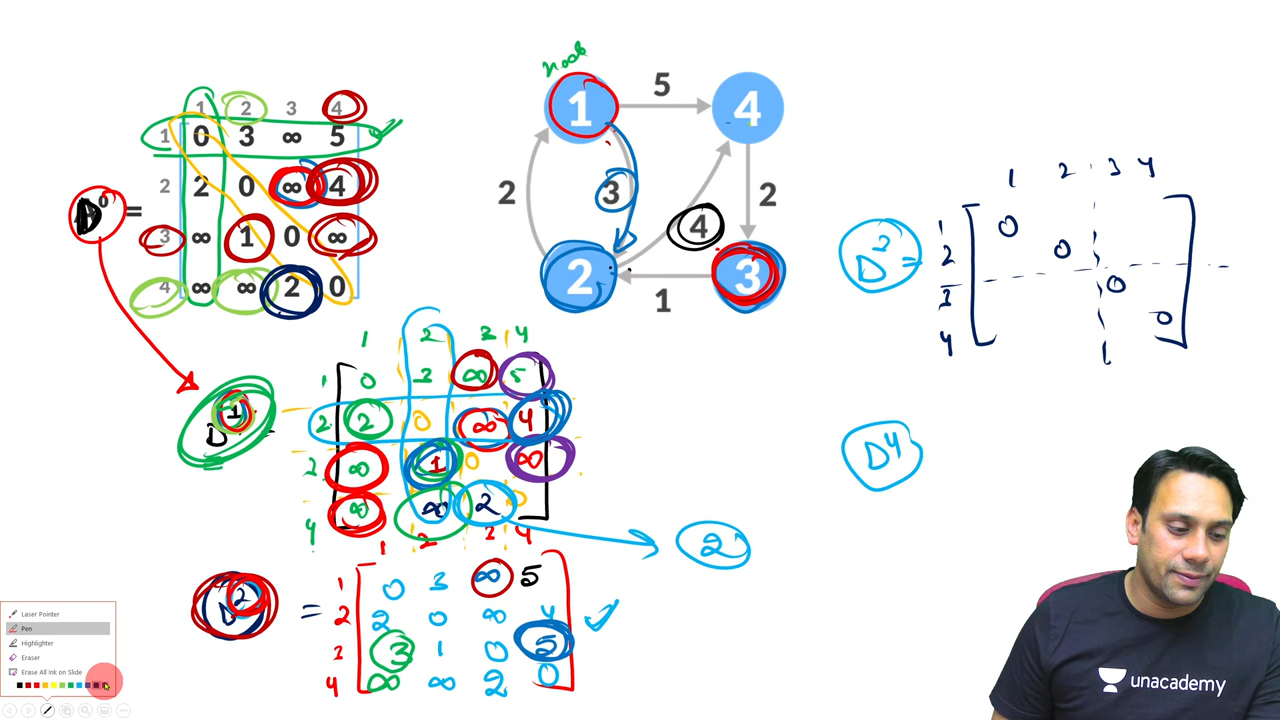 node
1 5 4
2 3 4 2
2 1 3
1 2 3 4
1 0 3 ∞ 5
2 2 0 ∞ 4
D⁰ =
3 ∞ 1 0 ∞
4 ∞ ∞ 2 0
1 2 3 4
D³ =
1 0
2 0
3 0
4 0
1 2 3 4
1 0 3 ∞ 5
D¹
2 2 0 ∞ 4
2 ∞ 1 0 ∞
4 ∞ ∞ 2 0
2
D⁴
1 2 3 4
D² =
1 0 3 ∞ 5
2 2 0 ∞ 4
3 3 1 0 5
4 ∞ ∞ 2 0
Laser Pointer
Pen
Highlighter
Eraser
Erase All Ink on Slide
unacademy